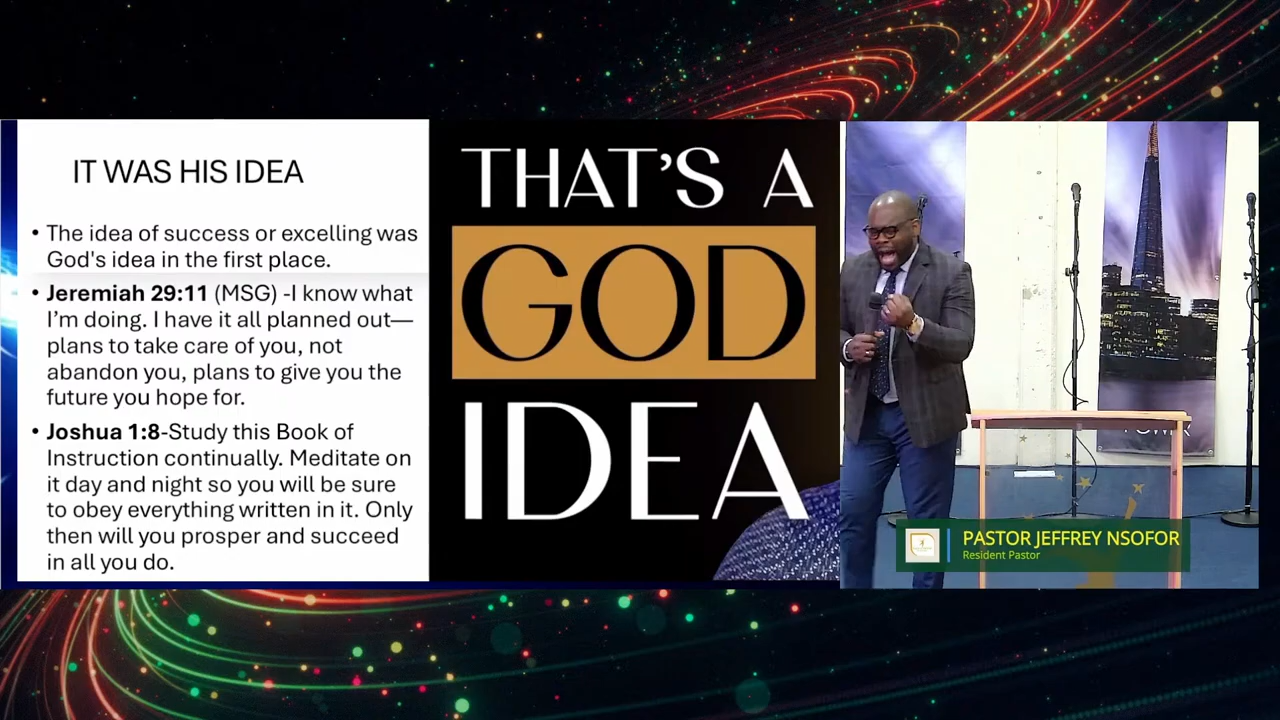 IT WAS HIS IDEA
• The idea of success or excelling was
God's idea in the first place.
• Jeremiah 29:11 (MSG) -I know what
I'm doing. I have it all planned out—
plans to take care of you, not
abandon you, plans to give you the
future you hope for.
• Joshua 1:8-Study this Book of
Instruction continually. Meditate on
it day and night so you will be sure
to obey everything written in it. Only
then will you prosper and succeed
in all you do.
THAT'S A
GOD
IDEA
POWER
PASTOR JEFFREY NSOFOR
Resident Pastor